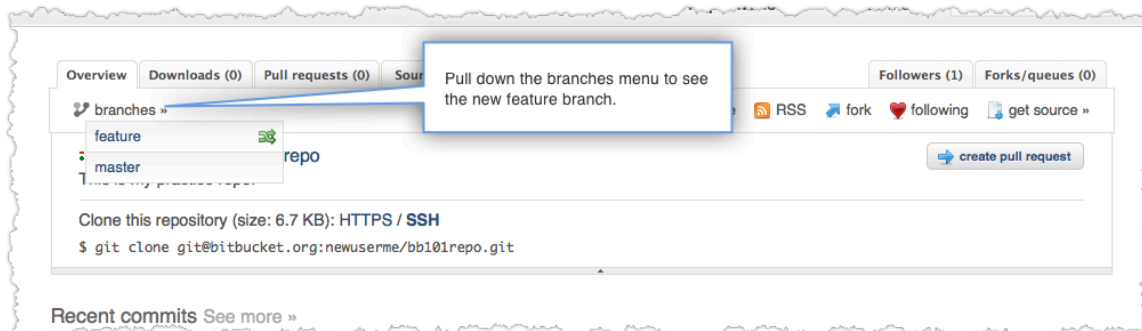 Overview Downloads (0) Pull requests (0) Sour Followers (1) Forks/queues (0)
Pull down the branches menu to see
the new feature branch.
branches » RSS fork following get source »
feature
master
repo
create pull request
Clone this repository (size: 6.7 KB): HTTPS / SSH
$ git clone git@bitbucket.org:newuserme/bb101repo.git
Recent commits See more »